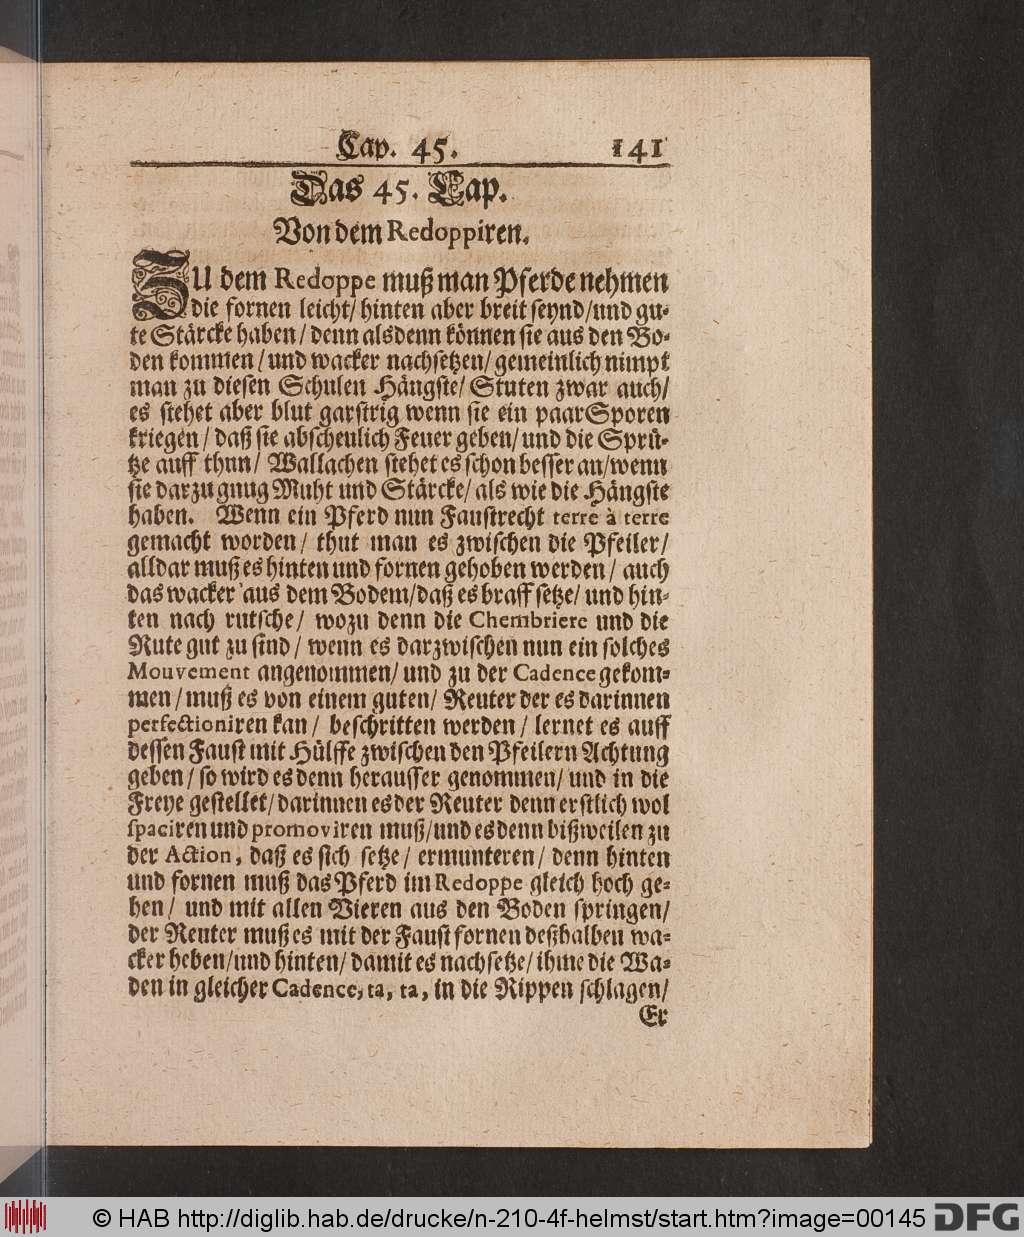 Cap. 45. 141
Das 45. Cap.
Von dem Redoppiren.
ZU dem Redoppe muß man Pferde nehmen
die fornen leicht/ hinten aber breit seynd/und gu-
te Stärcke haben/ denn alsdenn können sie aus den Bo-
den kommen/ und wacker nachsetzen/ gemeinlich nimpt
man zu diesen Schulen Hängste/ Stuten zwar auch/
es stehet aber blut garstrig wenn sie ein paar Sporen
kriegen/ daß sie abscheulich Feuer geben/ und die Sprü-
tze auff thun/ Wallachen stehet es schon besser an/wenn
sie darzu gnug Muht und Stärcke/ als wie die Hängste
haben. Wenn ein Pferd nun Faustrecht terre à terre
gemacht worden/ thut man es zwischen die Pfeiler/
alldar muß es hinten und fornen gehoben werden/ auch
das wacker aus dem Bodem/daß es braff setze/ und hin-
ten nach rutsche/ wozu denn die Chembriere und die
Rute gut zu sind/ wenn es darzwischen nun ein solches
Mouvement angenommen/ und zu der Cadence gekom-
men/ muß es von einem guten/ Reuter der es darinnen
perfectioniren kan/ beschritten werden/ lernet es auff
dessen Faust mit Hülffe zwischen den Pfeilern Achtung
geben/ so wird es denn herausser genommen/ und in die
Freye gestellet/ darinnen es der Reuter denn erstlich wol
spaciren und promoviren muß/und es denn bißweilen zu
der Action, daß es sich setze/ ermunteren/ denn hinten
und fornen muß das Pferd im Redoppe gleich hoch ge-
hen/ und mit allen Vieren aus den Boden springen/
der Reuter muß es mit der Faust fornen deßhalben wa-
cker heben/und hinten/ damit es nachsetze/ ihme die Wa-
den in gleicher Cadence, ta, ta, in die Rippen schlagen/
Er
© HAB http://diglib.hab.de/drucke/n-210-4f-helmst/start.htm?image=00145 DFG